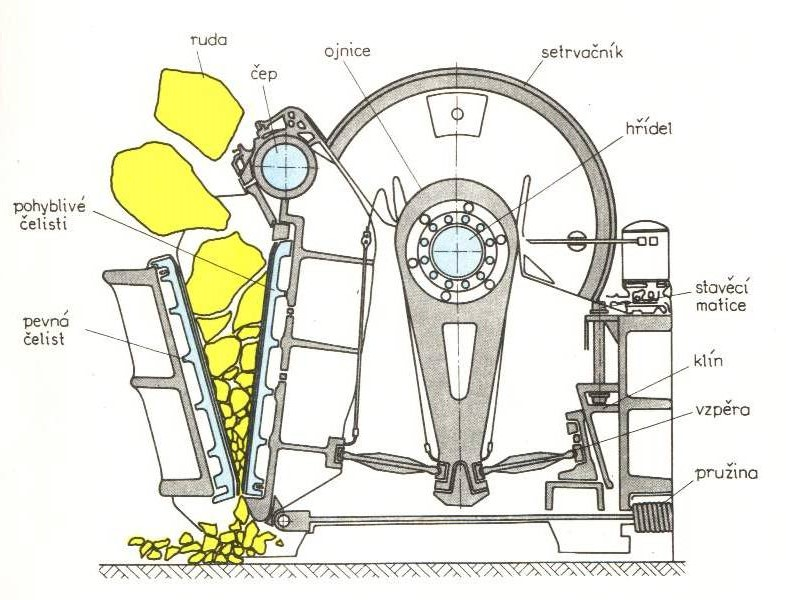 ruda
ojnice
setrvačník
čep
hřídel
pohyblivé
čelisti
stavěcí
matice
pevná
čelist
klín
vzpěra
pružina